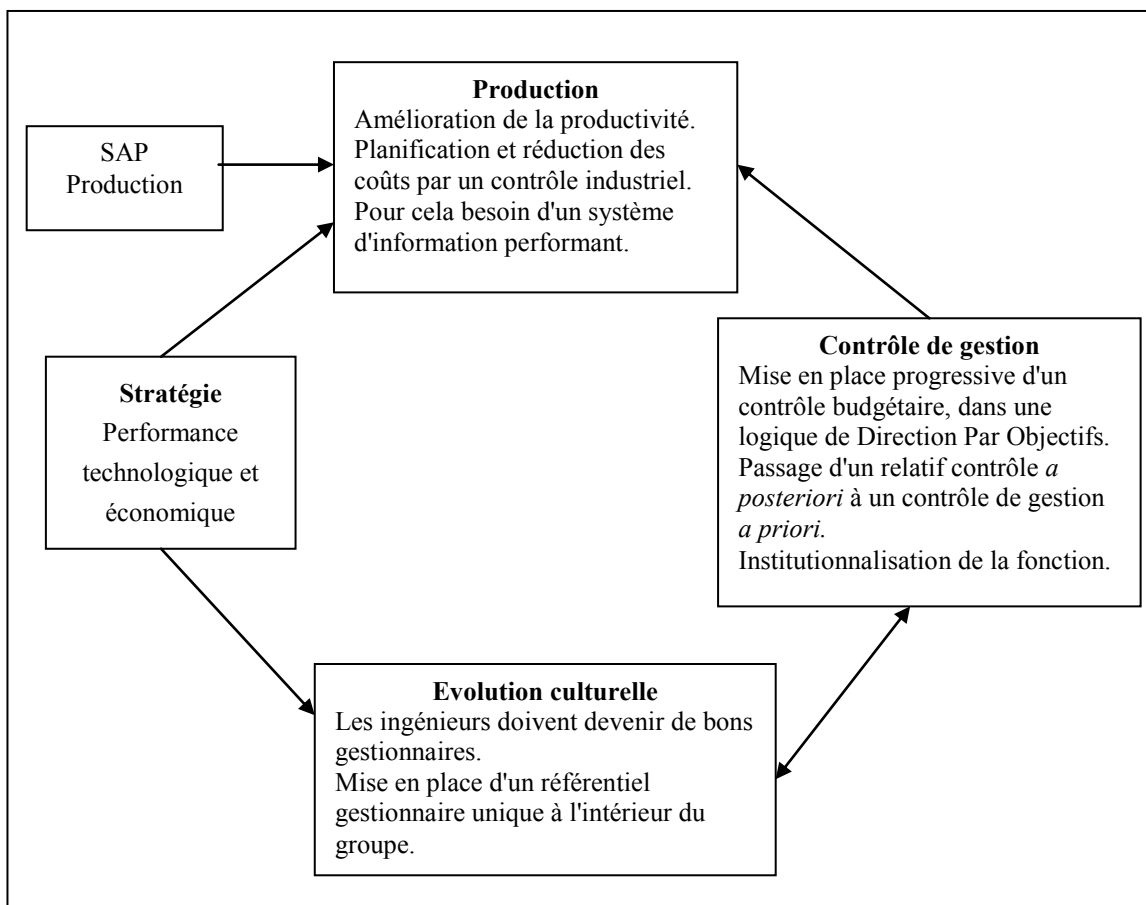 Production
Amélioration de la productivité.
Planification et réduction des
coûts par un contrôle industriel.
Pour cela besoin d'un système
d'information performant.
SAP
Production
Stratégie
Performance
technologique et
économique
Contrôle de gestion
Mise en place progressive d'un
contrôle budgétaire, dans une
logique de Direction Par Objectifs.
Passage d'un relatif contrôle a
posteriori à un contrôle de gestion
a priori.
Institutionnalisation de la fonction.
Evolution culturelle
Les ingénieurs doivent devenir de bons
gestionnaires.
Mise en place d'un référentiel
gestionnaire unique à l'intérieur du
groupe.